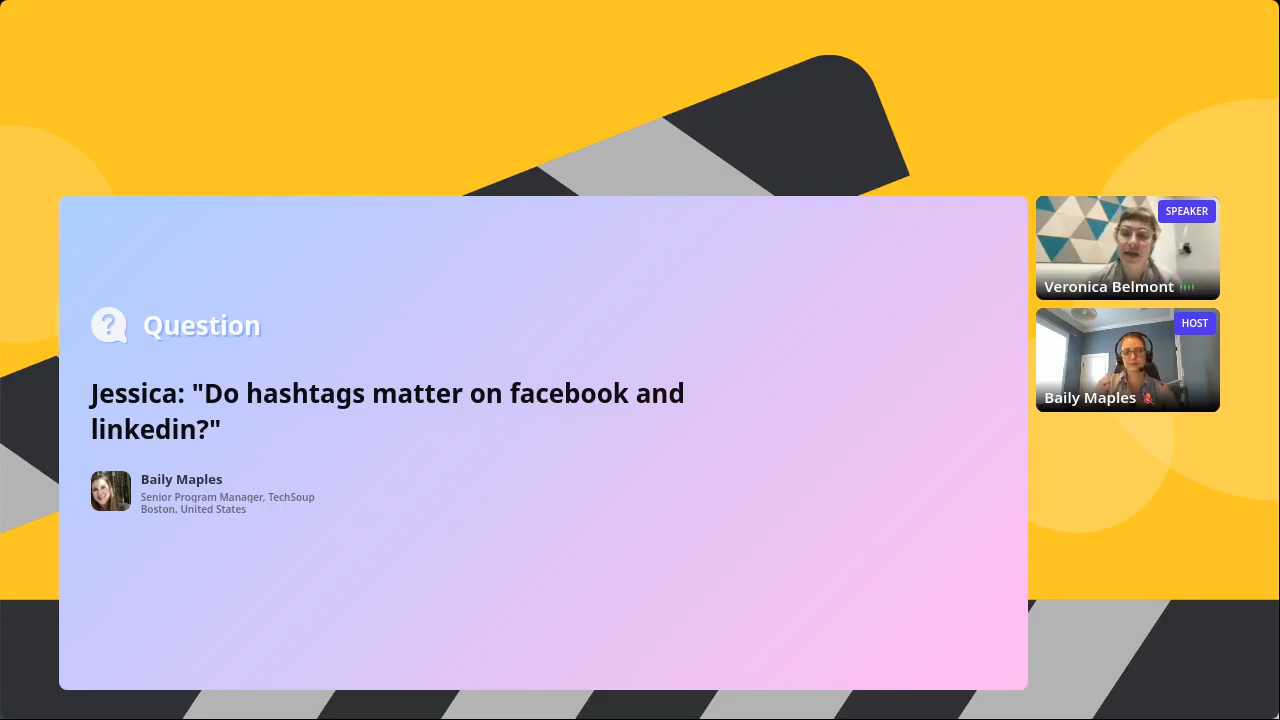 Question
Jessica: "Do hashtags matter on facebook and
linkedin?"
Baily Maples
Senior Program Manager, TechSoup
Boston, United States
SPEAKER
Veronica Belmont
HOST
Baily Maples